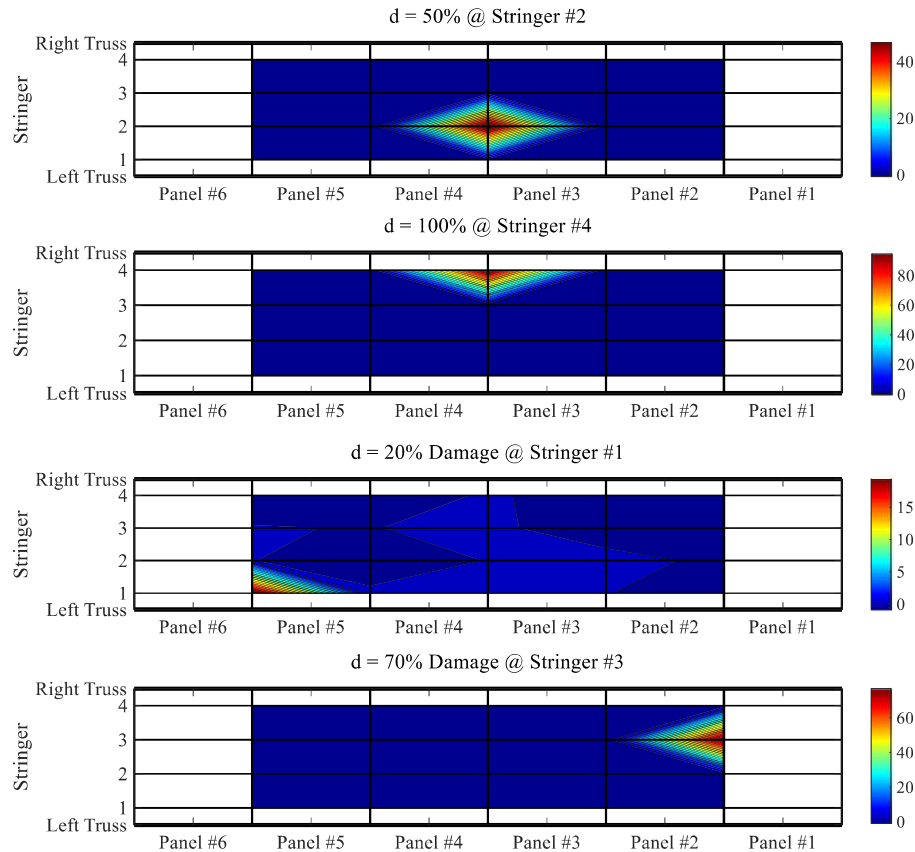 d = 50% @ Stringer #2
Right Truss
4
3
2
1
Left Truss
Stringer
Panel #6 Panel #5 Panel #4 Panel #3 Panel #2 Panel #1
40
20
0
d = 100% @ Stringer #4
Right Truss
4
3
2
1
Left Truss
Stringer
Panel #6 Panel #5 Panel #4 Panel #3 Panel #2 Panel #1
80
60
40
20
0
d = 20% Damage @ Stringer #1
Right Truss
4
3
2
1
Left Truss
Stringer
Panel #6 Panel #5 Panel #4 Panel #3 Panel #2 Panel #1
15
10
5
0
d = 70% Damage @ Stringer #3
Right Truss
4
3
2
1
Left Truss
Stringer
Panel #6 Panel #5 Panel #4 Panel #3 Panel #2 Panel #1
60
40
20
0